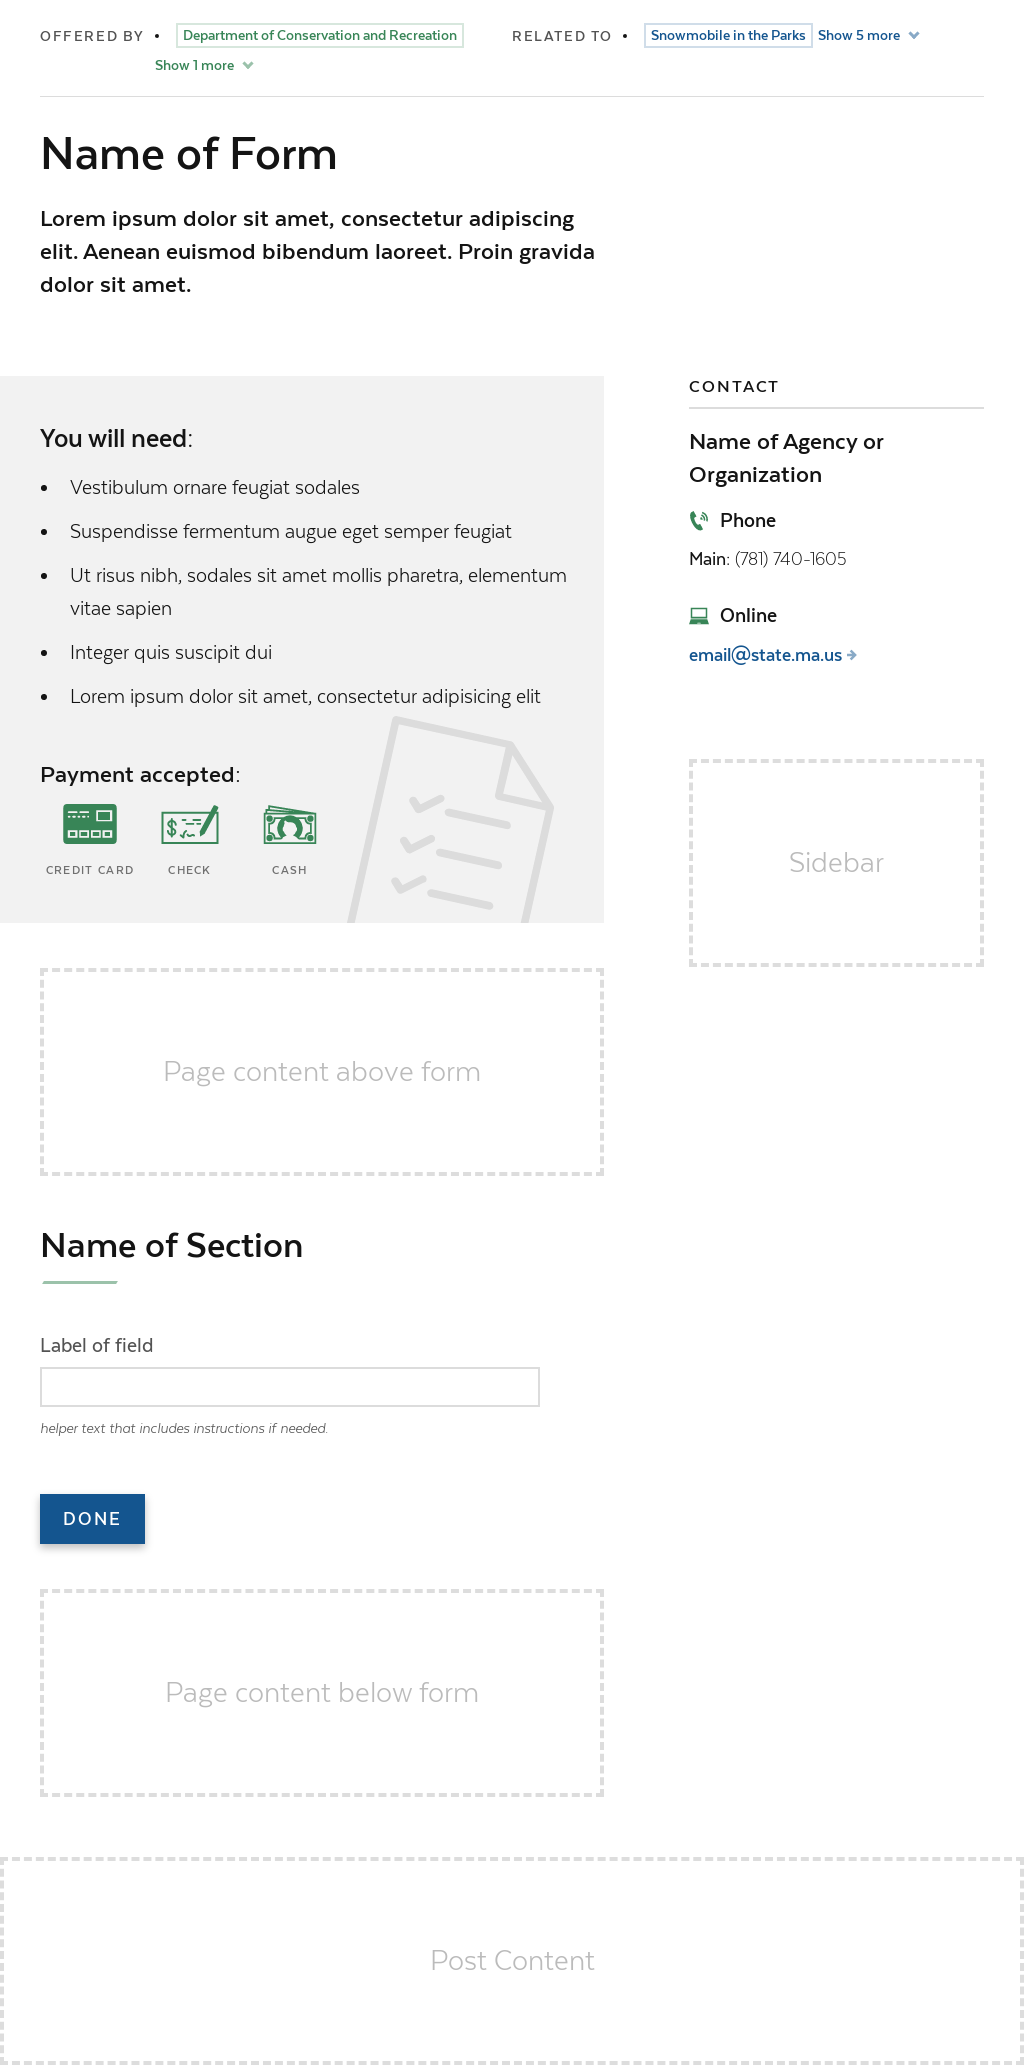 OFFERED BY • Department of Conservation and Recreation
Show 1 more
RELATED TO • Snowmobile in the Parks Show 5 more
Name of Form
Lorem ipsum dolor sit amet, consectetur adipiscing
elit. Aenean euismod bibendum laoreet. Proin gravida
dolor sit amet.
You will need:
• Vestibulum ornare feugiat sodales
• Suspendisse fermentum augue eget semper feugiat
• Ut risus nibh, sodales sit amet mollis pharetra, elementum
vitae sapien
• Integer quis suscipit dui
• Lorem ipsum dolor sit amet, consectetur adipisicing elit
Payment accepted:
CREDIT CARD
CHECK
CASH
CONTACT
Name of Agency or
Organization
Phone
Main: (781) 740-1605
Online
email@state.ma.us
Sidebar
Page content above form
Name of Section
Label of field
helper text that includes instructions if needed.
DONE
Page content below form
Post Content